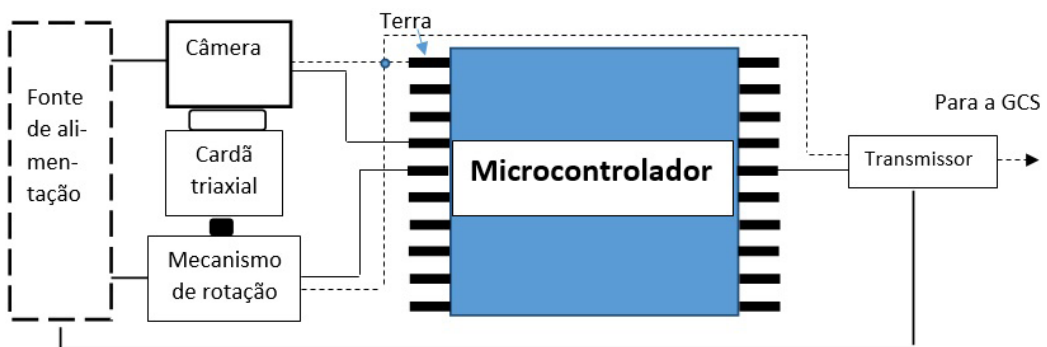 Terra
Câmera
Fonte
de ali-
men-
tação
Cardã
triaxial
Mecanismo
de rotação
Microcontrolador
Para a GCS
Transmissor